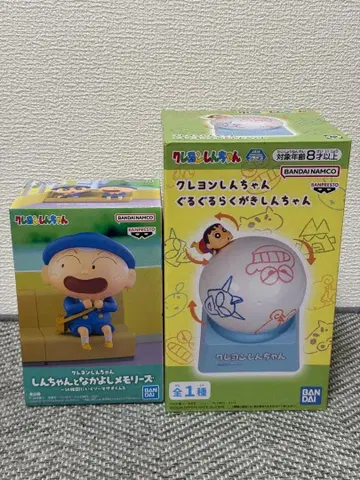 クレヨンしんちゃん
BANDAI NAMCO
BANPRESTO
クレヨンしんちゃん
しんちゃんとなかよしメモリーズ
BAN
DAI
クレヨンしんちゃん
対象年齢8才以上
BANDAI NAMCO
BANPRESTO
クレヨンしんちゃん
ぐるぐるらくがきしんちゃん
クレヨンしんちゃん
全1種
BAN
DAI